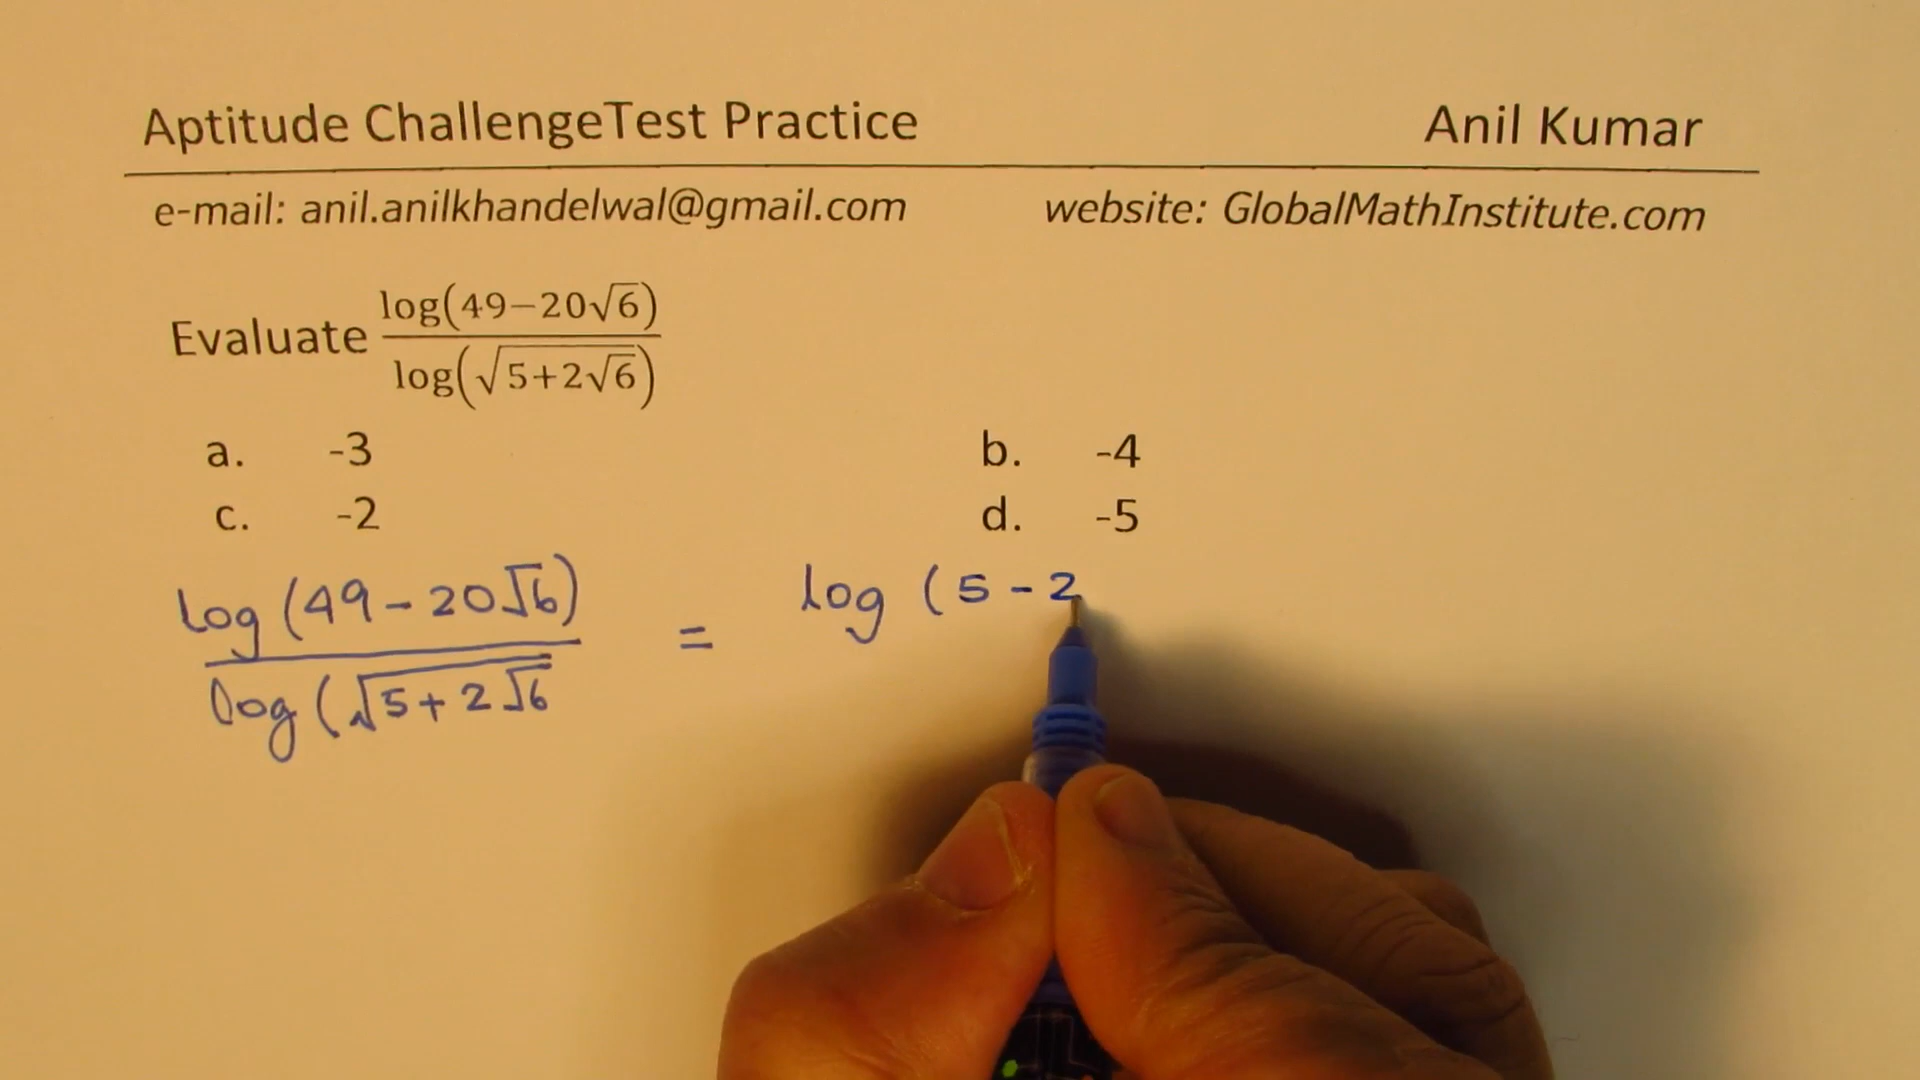 Aptitude ChallengeTest Practice Anil Kumar
e-mail: anil.anilkhandelwal@gmail.com website: GlobalMathInstitute.com
Evaluate log(49−20√6) / log(√(5+2√6))
a. -3 b. -4
c. -2 d. -5
log (49 - 20√6) / log (√(5 + 2√6) = log (5 - 2